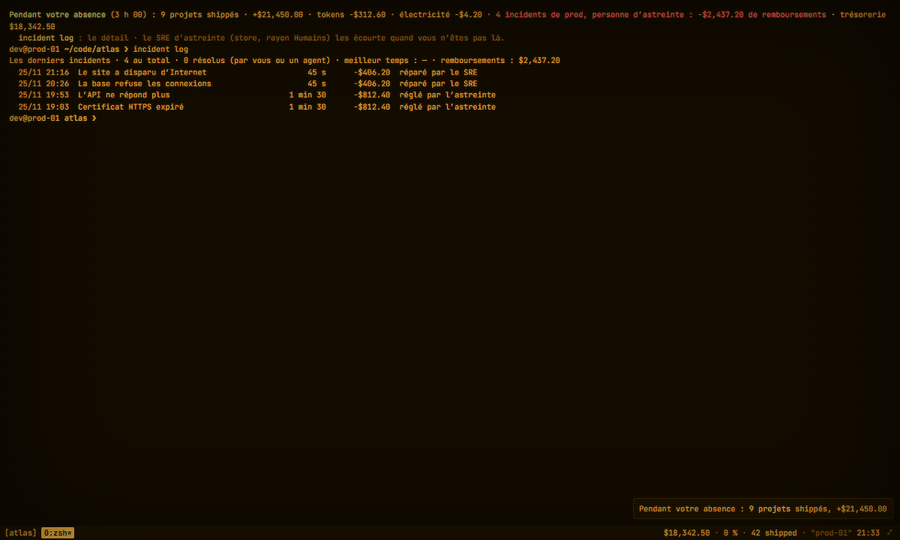 Pendant votre absence (3 h 00) : 9 projets shippés · +$21,450.00 · tokens -$312.60 · électricité -$4.20 · 4 incidents de prod, personne d'astreinte : -$2,437.20 de remboursements · trésorerie
$18,342.50
incident log : le détail · le SRE d'astreinte (store, rayon Humains) les écourte quand vous n'êtes pas là.
dev@prod-01 ~/code/atlas ❯ incident log
Les derniers incidents · 4 au total · 0 résolus (par vous ou un agent) · meilleur temps : — · remboursements : $2,437.20
25/11 21:16 Le site a disparu d'Internet 45 s -$406.20 réparé par le SRE
25/11 20:26 La base refuse les connexions 45 s -$406.20 réparé par le SRE
25/11 19:53 L'API ne répond plus 1 min 30 -$812.40 réglé par l'astreinte
25/11 19:03 Certificat HTTPS expiré 1 min 30 -$812.40 réglé par l'astreinte
dev@prod-01 atlas ❯
Pendant votre absence : 9 projets shippés, +$21,450.00
[atlas] 0:zsh* $18,342.50 · 0 % · 42 shipped · "prod-01" 21:33